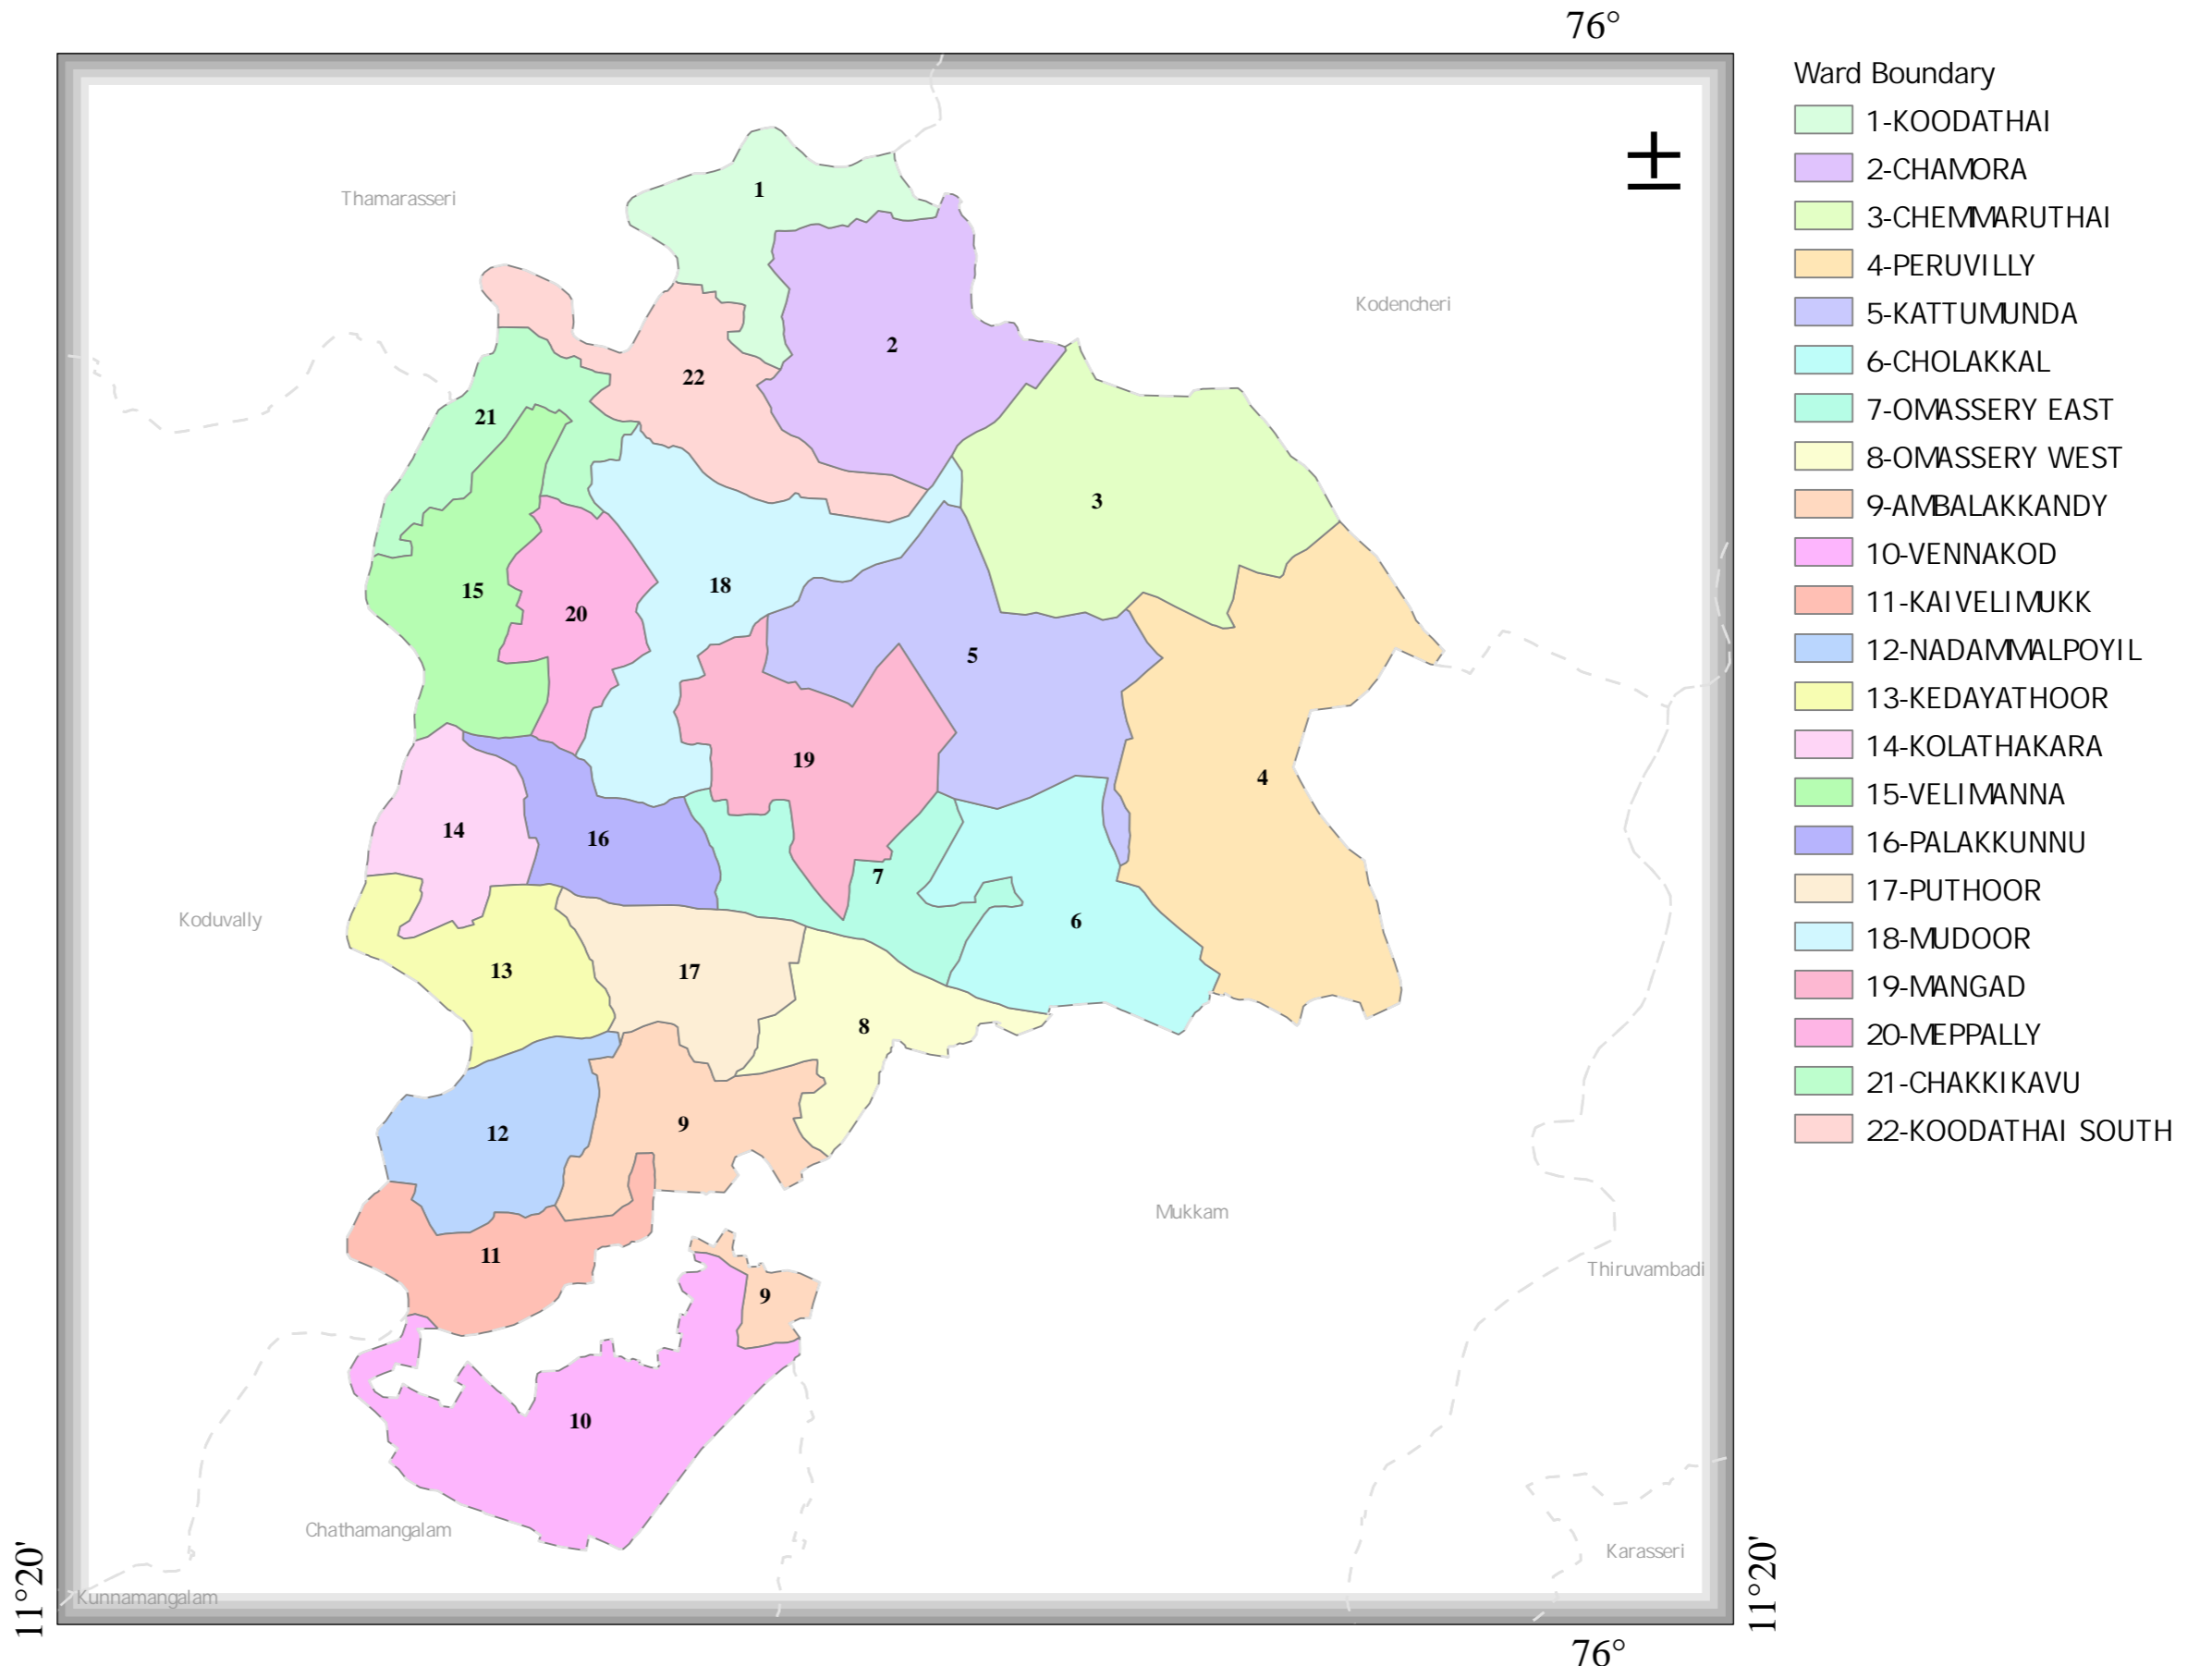 76°
Ward Boundary
1-KOODATHAI
2-CHAMORA
3-CHEMMARUTHAI
4-PERUVILLY
5-KATTUMUNDA
6-CHOLAKKAL
7-OMASSERY EAST
8-OMASSERY WEST
9-AMBALAKKANDY
10-VENNAKOD
11-KAIVELIMUKK
12-NADAMMALPOYIL
13-KEDAYATHOOR
14-KOLATHAKARA
15-VELIMANNA
16-PALAKKUNNU
17-PUTHOOR
18-MUDOOR
19-MANGAD
20-MEPPALLY
21-CHAKKIKAVU
22-KOODATHAI SOUTH
±
1
Thamarasseri
Kodencheri
2
22
21
3
18
15
20
5
19
4
14
16
7
Koduvally
6
13
17
8
12
9
Mukkam
11
Thiruvambadi
9
10
Chathamangalam
Karasseri
Kunnamangalam
11°20'
11°20'
76°